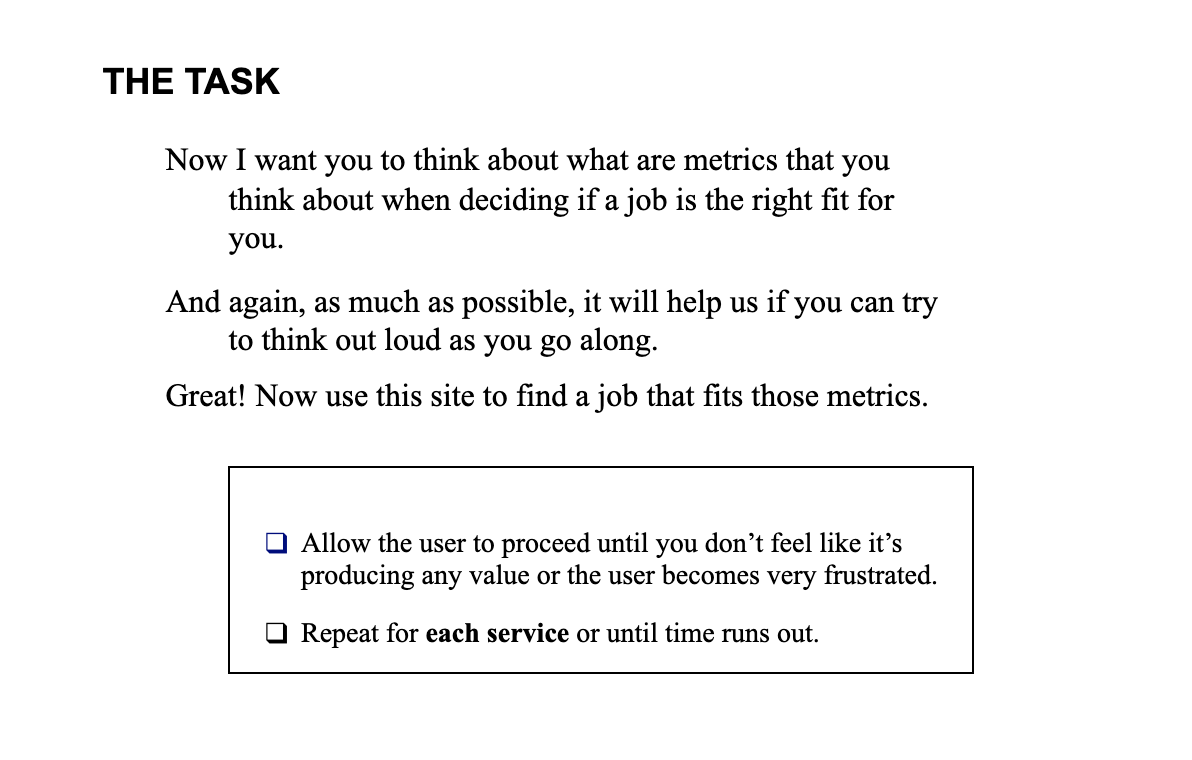 THE TASK
Now I want you to think about what are metrics that you
think about when deciding if a job is the right fit for
you.
And again, as much as possible, it will help us if you can try
to think out loud as you go along.
Great! Now use this site to find a job that fits those metrics.
❑ Allow the user to proceed until you don’t feel like it’s
producing any value or the user becomes very frustrated.
❑ Repeat for each service or until time runs out.